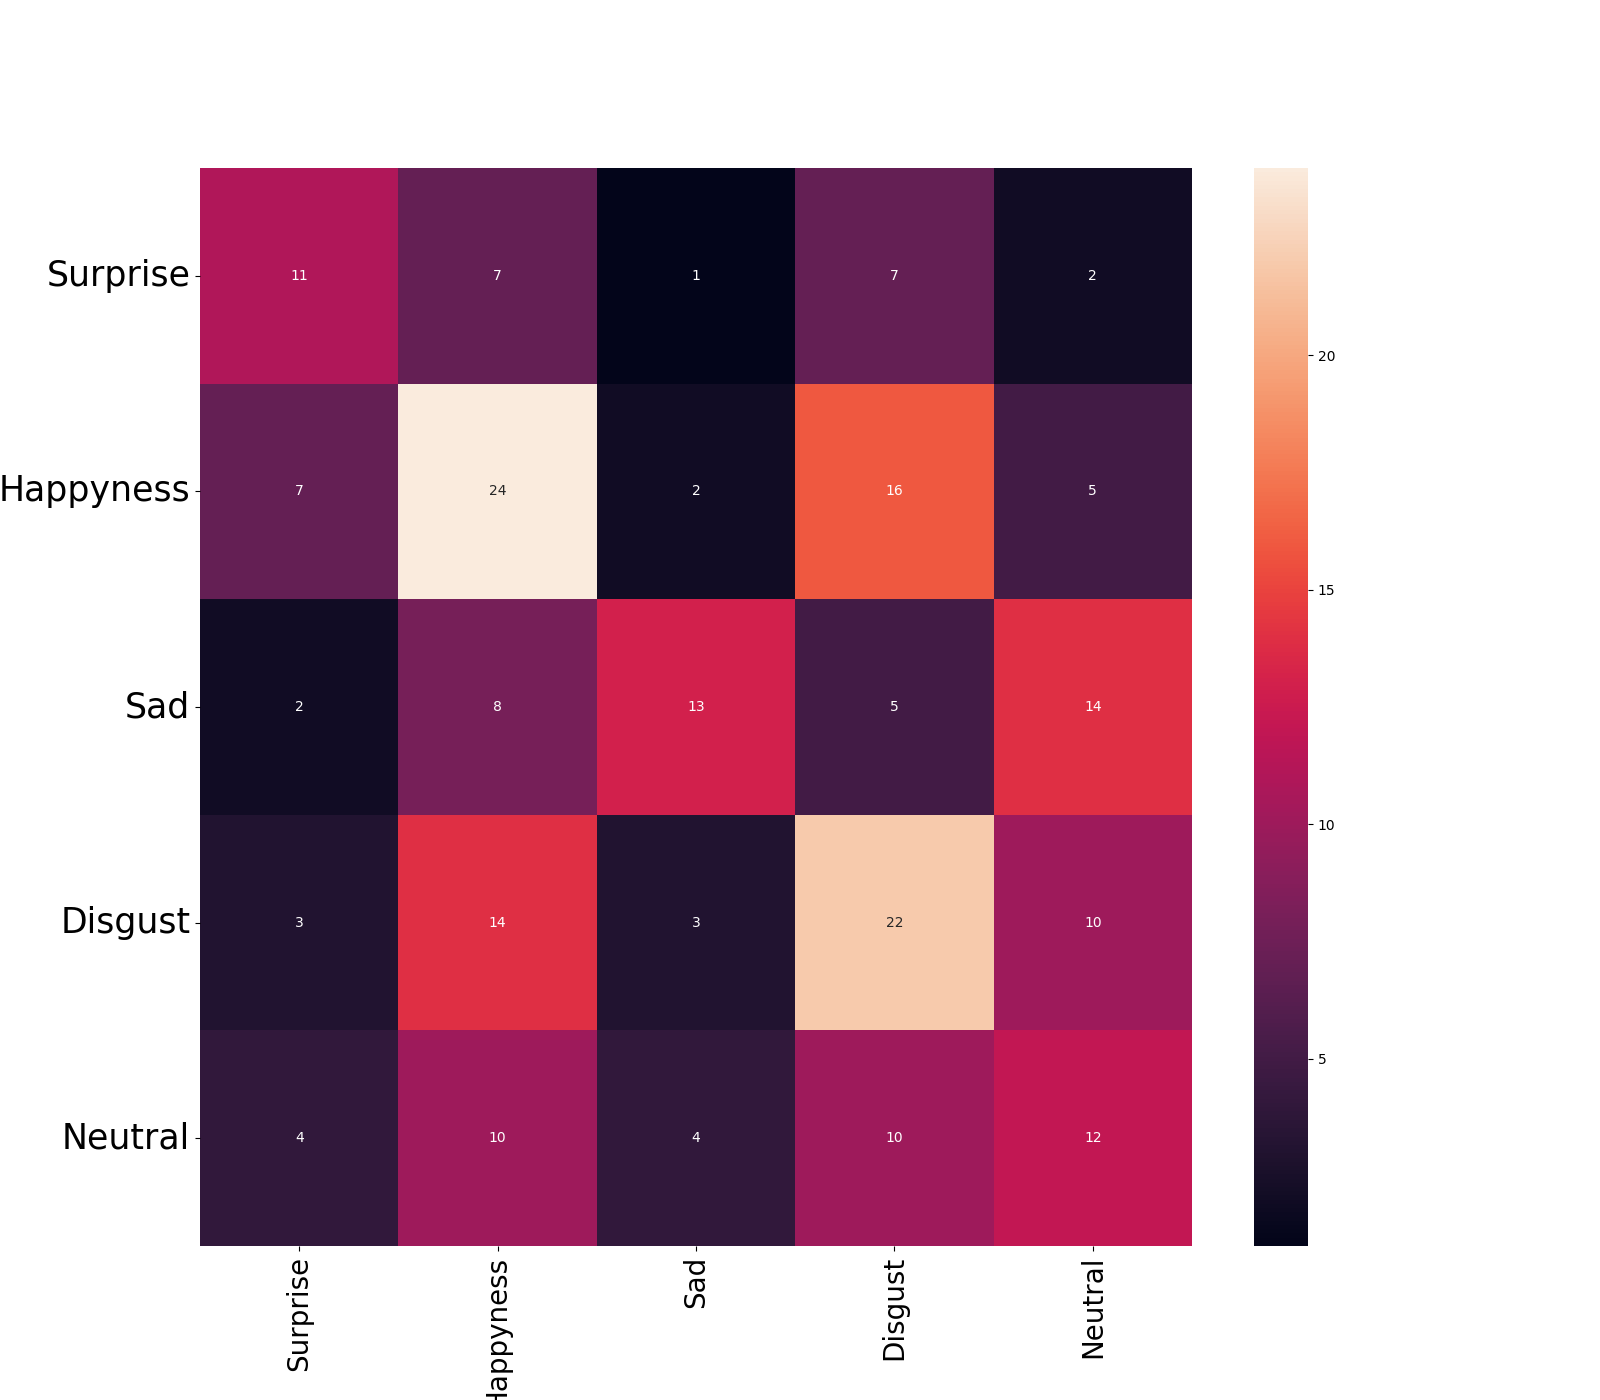 Surprise 11 7 1 7 2
20
Happyness 7 24 2 16 5
15
Sad 2 8 13 5 14
10
Disgust 3 14 3 22 10
5
Neutral 4 10 4 10 12
Surprise
Happyness
Sad
Disgust
Neutral